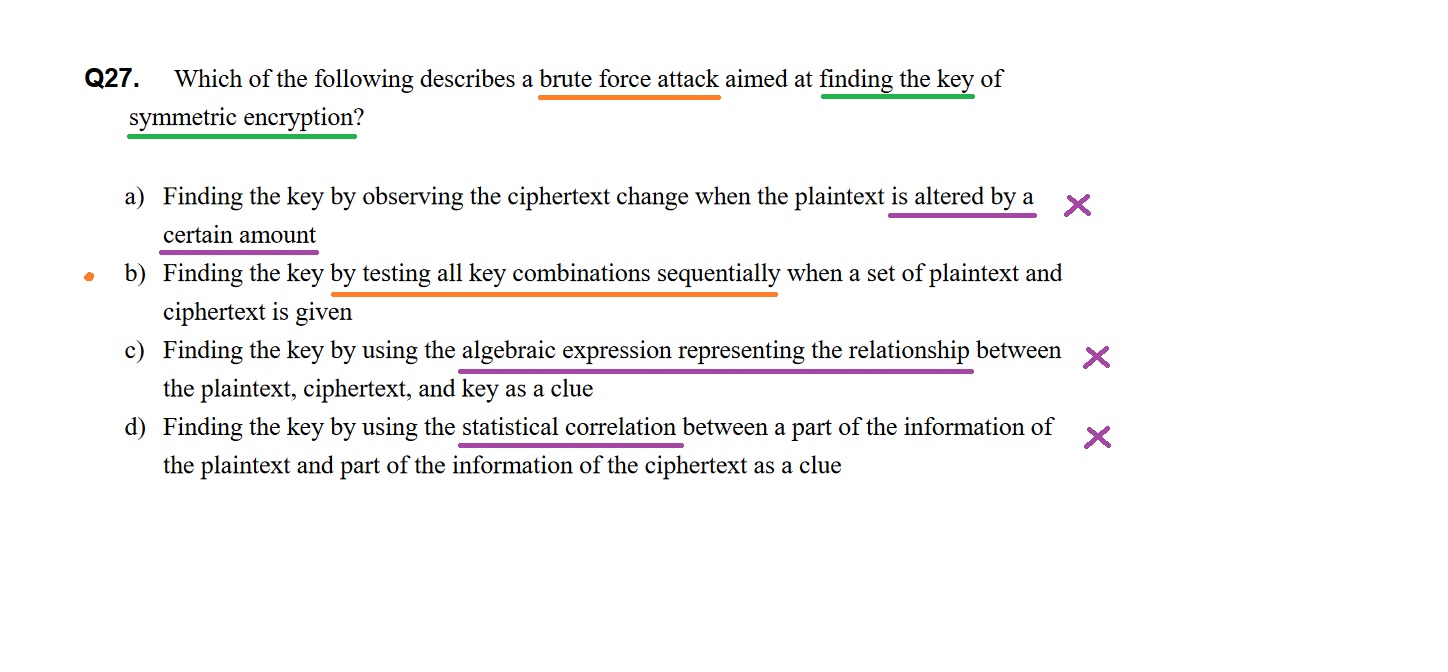 Q27. Which of the following describes a brute force attack aimed at finding the key of
symmetric encryption?
a) Finding the key by observing the ciphertext change when the plaintext is altered by a
certain amount
b) Finding the key by testing all key combinations sequentially when a set of plaintext and
ciphertext is given
c) Finding the key by using the algebraic expression representing the relationship between
the plaintext, ciphertext, and key as a clue
d) Finding the key by using the statistical correlation between a part of the information of
the plaintext and part of the information of the ciphertext as a clue